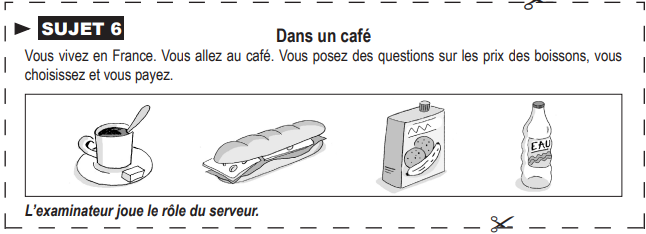 SUJET 6
Dans un café
Vous vivez en France. Vous allez au café. Vous posez des questions sur les prix des boissons, vous
choisissez et vous payez.
EAU
L'examinateur joue le rôle du serveur.